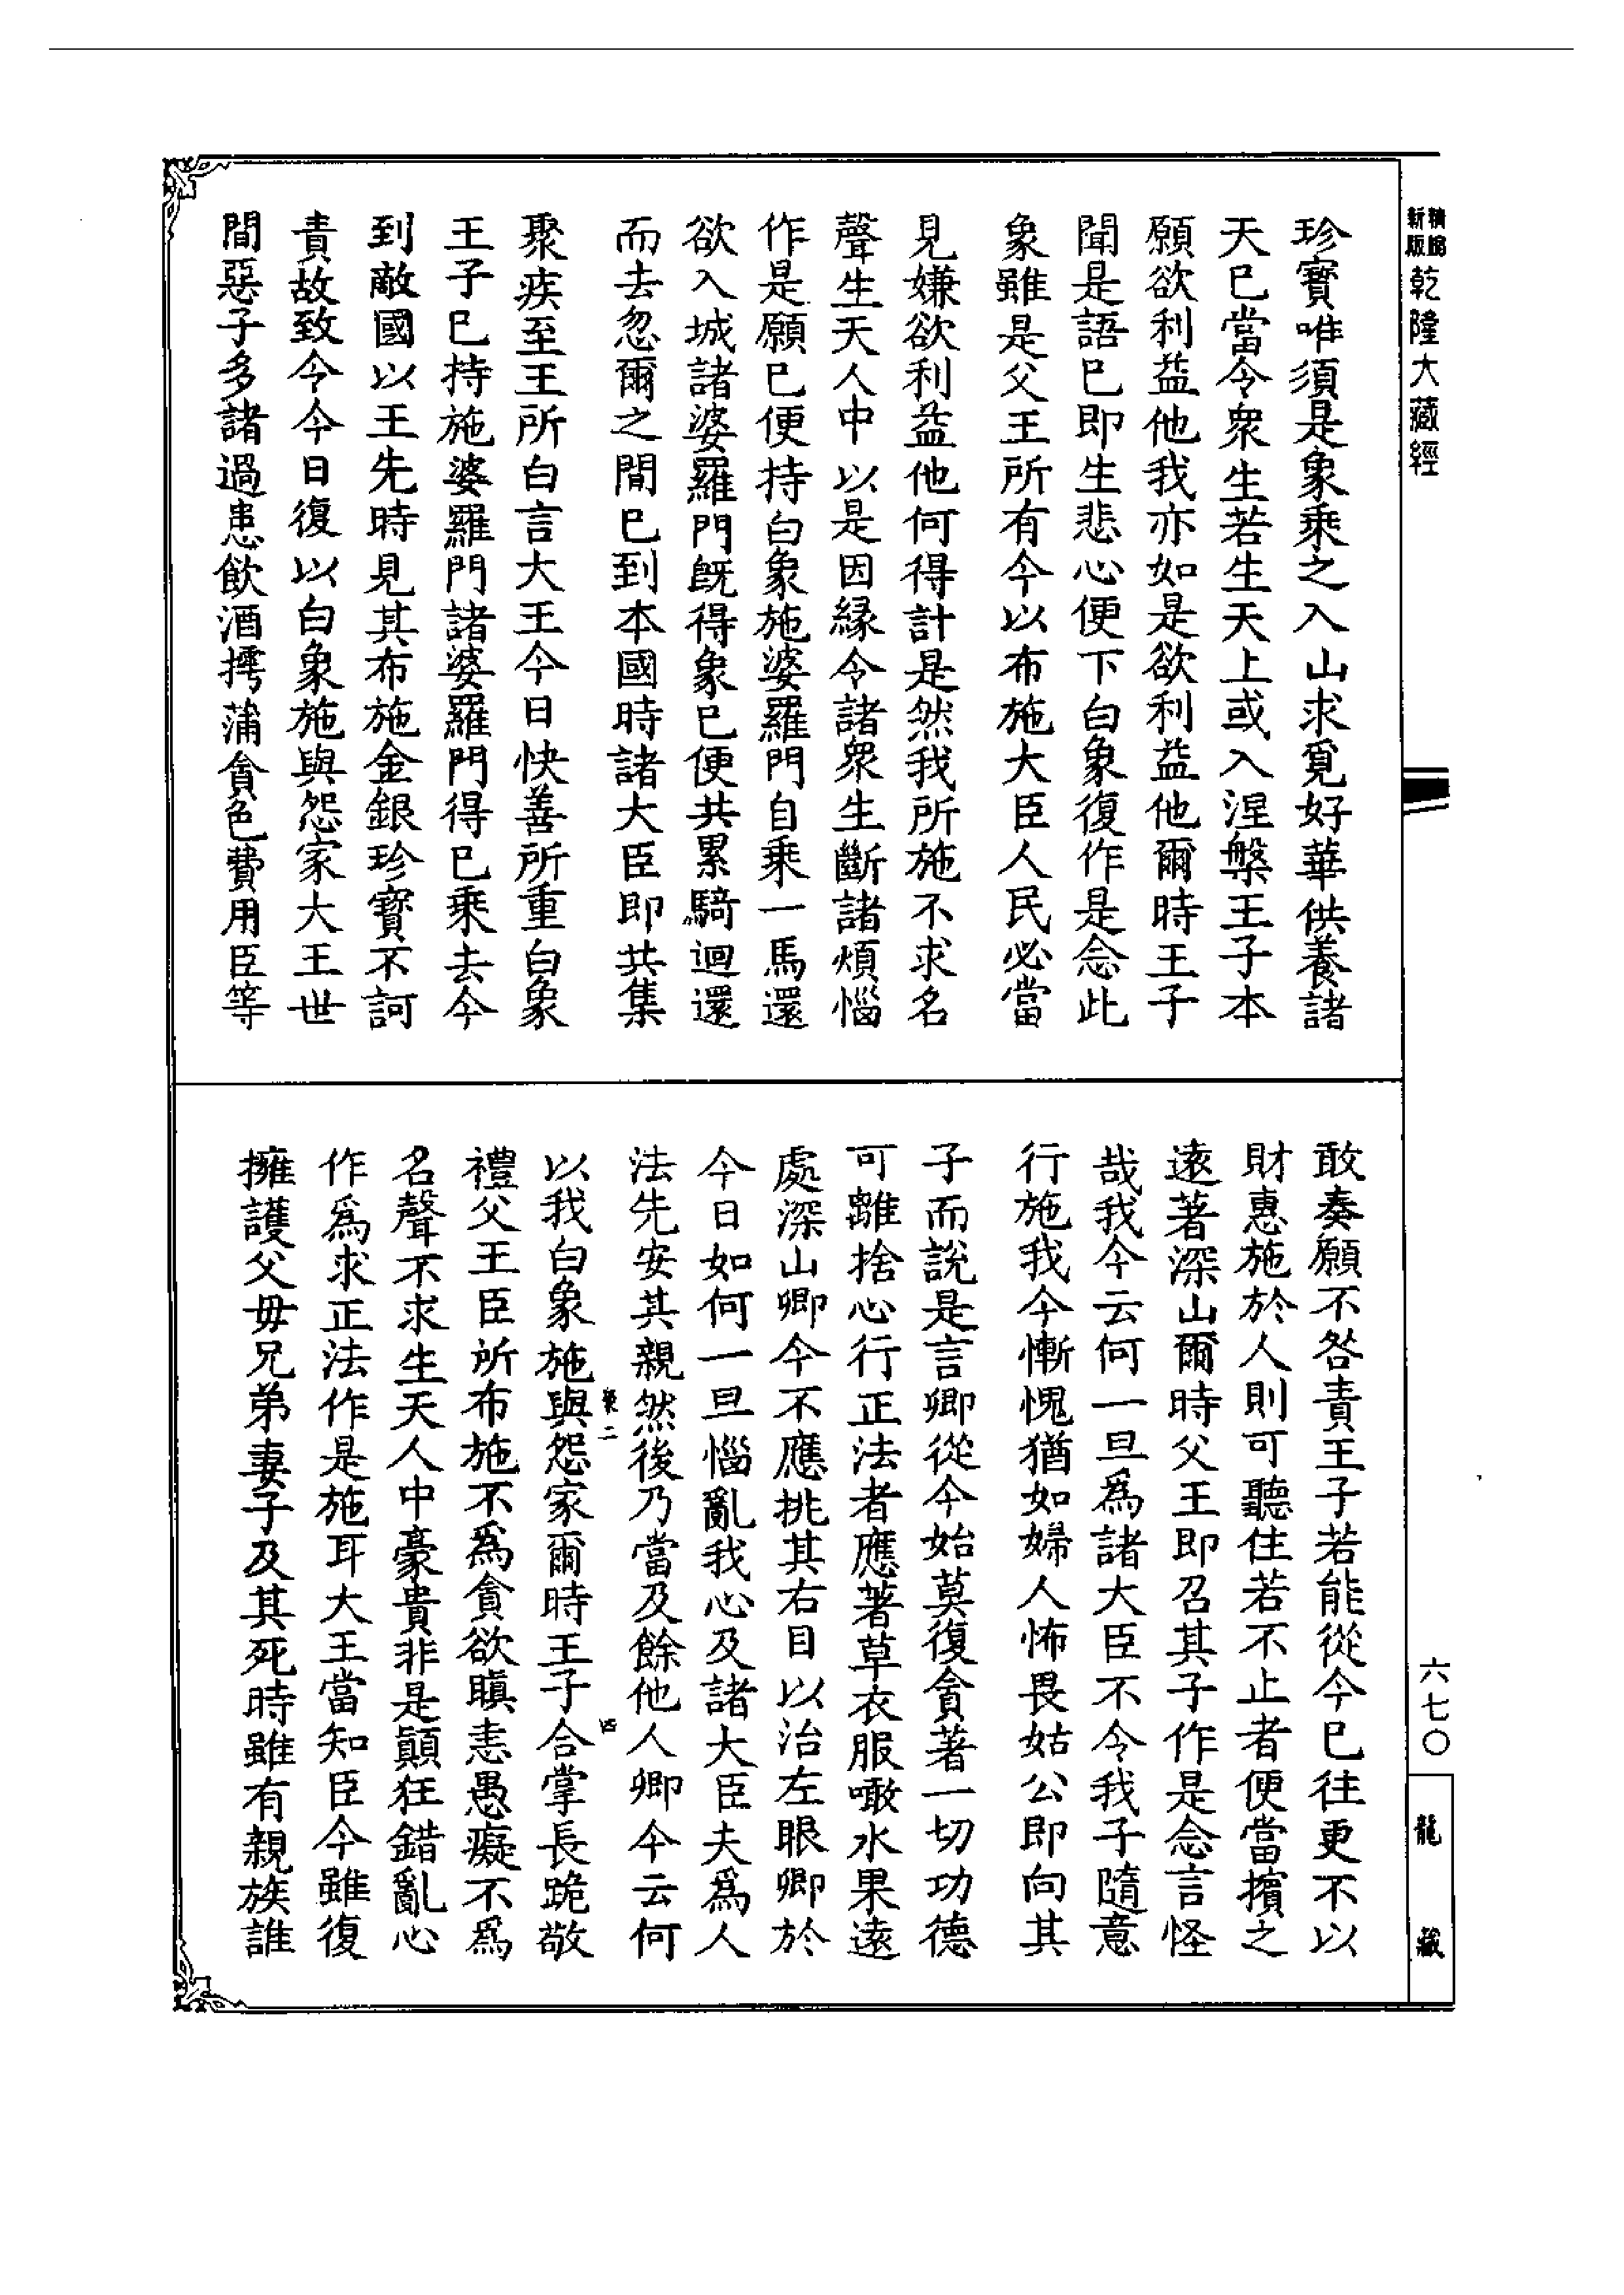 精縮新版乾隆大藏經
珍寶唯須是象乘之入山求覓好華供養諸
天巳當令衆生若生天上或入涅槃王子本
願欲利益他我亦如是欲利益他爾時王子
聞是語巳即生悲心便下白象復作是念此
象雖是父王所有今以布施大臣人民必當
見嫌欲利益他何得計是然我所施不求名
聲生天人中以是因緣令諸衆生斷諸煩惱
作是願巳便持白象施婆羅門自乘一馬還
欲入城諸婆羅門旣得象巳便共累騎迴還
而去忽爾之間巳到本國時諸大臣即共集
聚疾至王所白言大王今日快善所重白象
王子巳持施婆羅門諸婆羅門得巳乘去今
到敵國以王先時見其布施金銀珍寶不訶
責故致今今日復以白象施與怨家大王世
間惡子多諸過患飲酒摴蒲貪色費用臣等
敢奏願不咎責王子若能從今巳往更不以
財惠施於人則可聽住若不止者便當擯之
遠著深山爾時父王即召其子作是念言怪
哉我今云何一旦爲諸大臣不令我子隨意
行施我今慚愧猶如婦人怖畏姑公即向其
子而說是言卿從今始莫復貪著一切功德
可離捨心行正法者應著草衣服噉水果遠
處深山卿今不應挑其右目以治左眼卿於
今日如何一旦惱亂我心及諸大臣夫爲人
法先安其親然後乃當及餘他人卿今云何
以我白象施與怨家爾時王子合掌長跪敬
禮父王臣所布施不爲貪欲瞋恚愚癡不爲
名聲不求生天人中豪貴非是顛狂錯亂心
作爲求正法作是施耳大王當知臣今雖復
擁護父毋兄弟妻子及其死時雖有親族誰
六七〇
龍藏